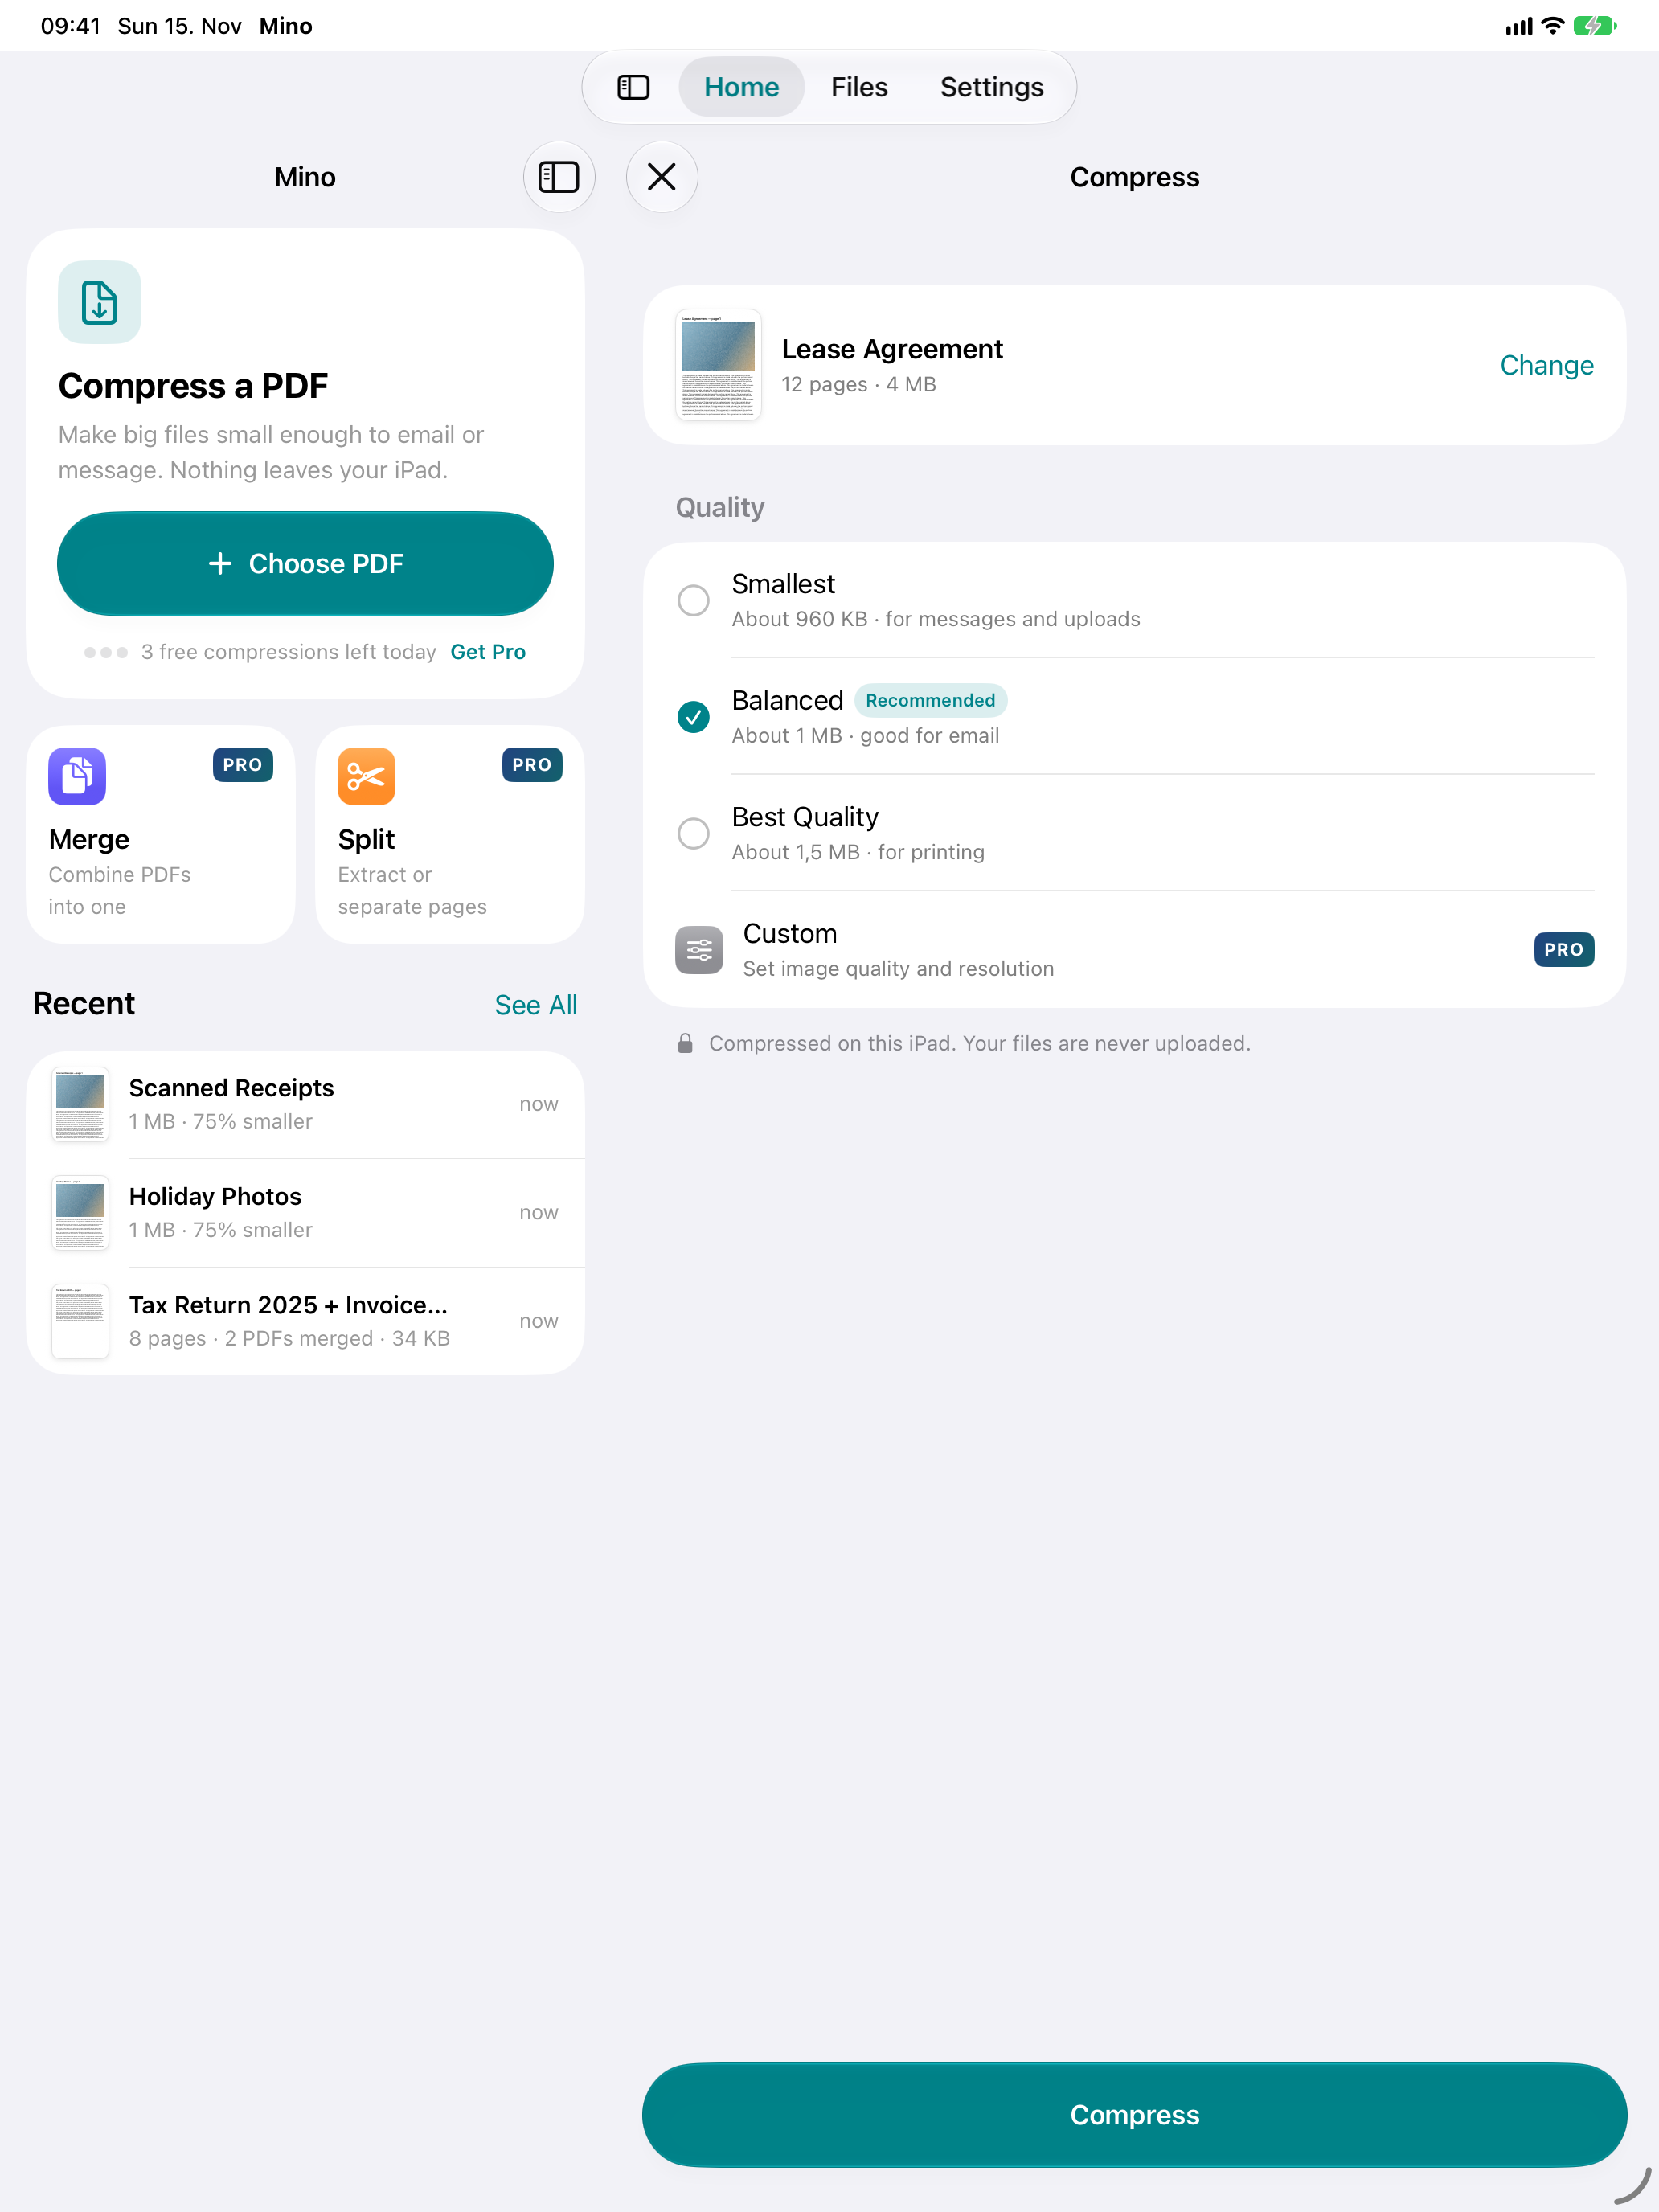 09:41 Sun 15. Nov Mino
Home Files Settings
Mino
Compress a PDF
Make big files small enough to email or
message. Nothing leaves your iPad.
+ Choose PDF
3 free compressions left today Get Pro
PRO
Merge
Combine PDFs
into one
PRO
Split
Extract or
separate pages
Recent
See All
Scanned Receipts
1 MB · 75% smaller
now
Holiday Photos
1 MB · 75% smaller
now
Tax Return 2025 + Invoice...
8 pages · 2 PDFs merged · 34 KB
now
Compress
Lease Agreement
12 pages · 4 MB
Change
Quality
Smallest
About 960 KB · for messages and uploads
Balanced Recommended
About 1 MB · good for email
Best Quality
About 1,5 MB · for printing
Custom
Set image quality and resolution
PRO
Compressed on this iPad. Your files are never uploaded.
Compress